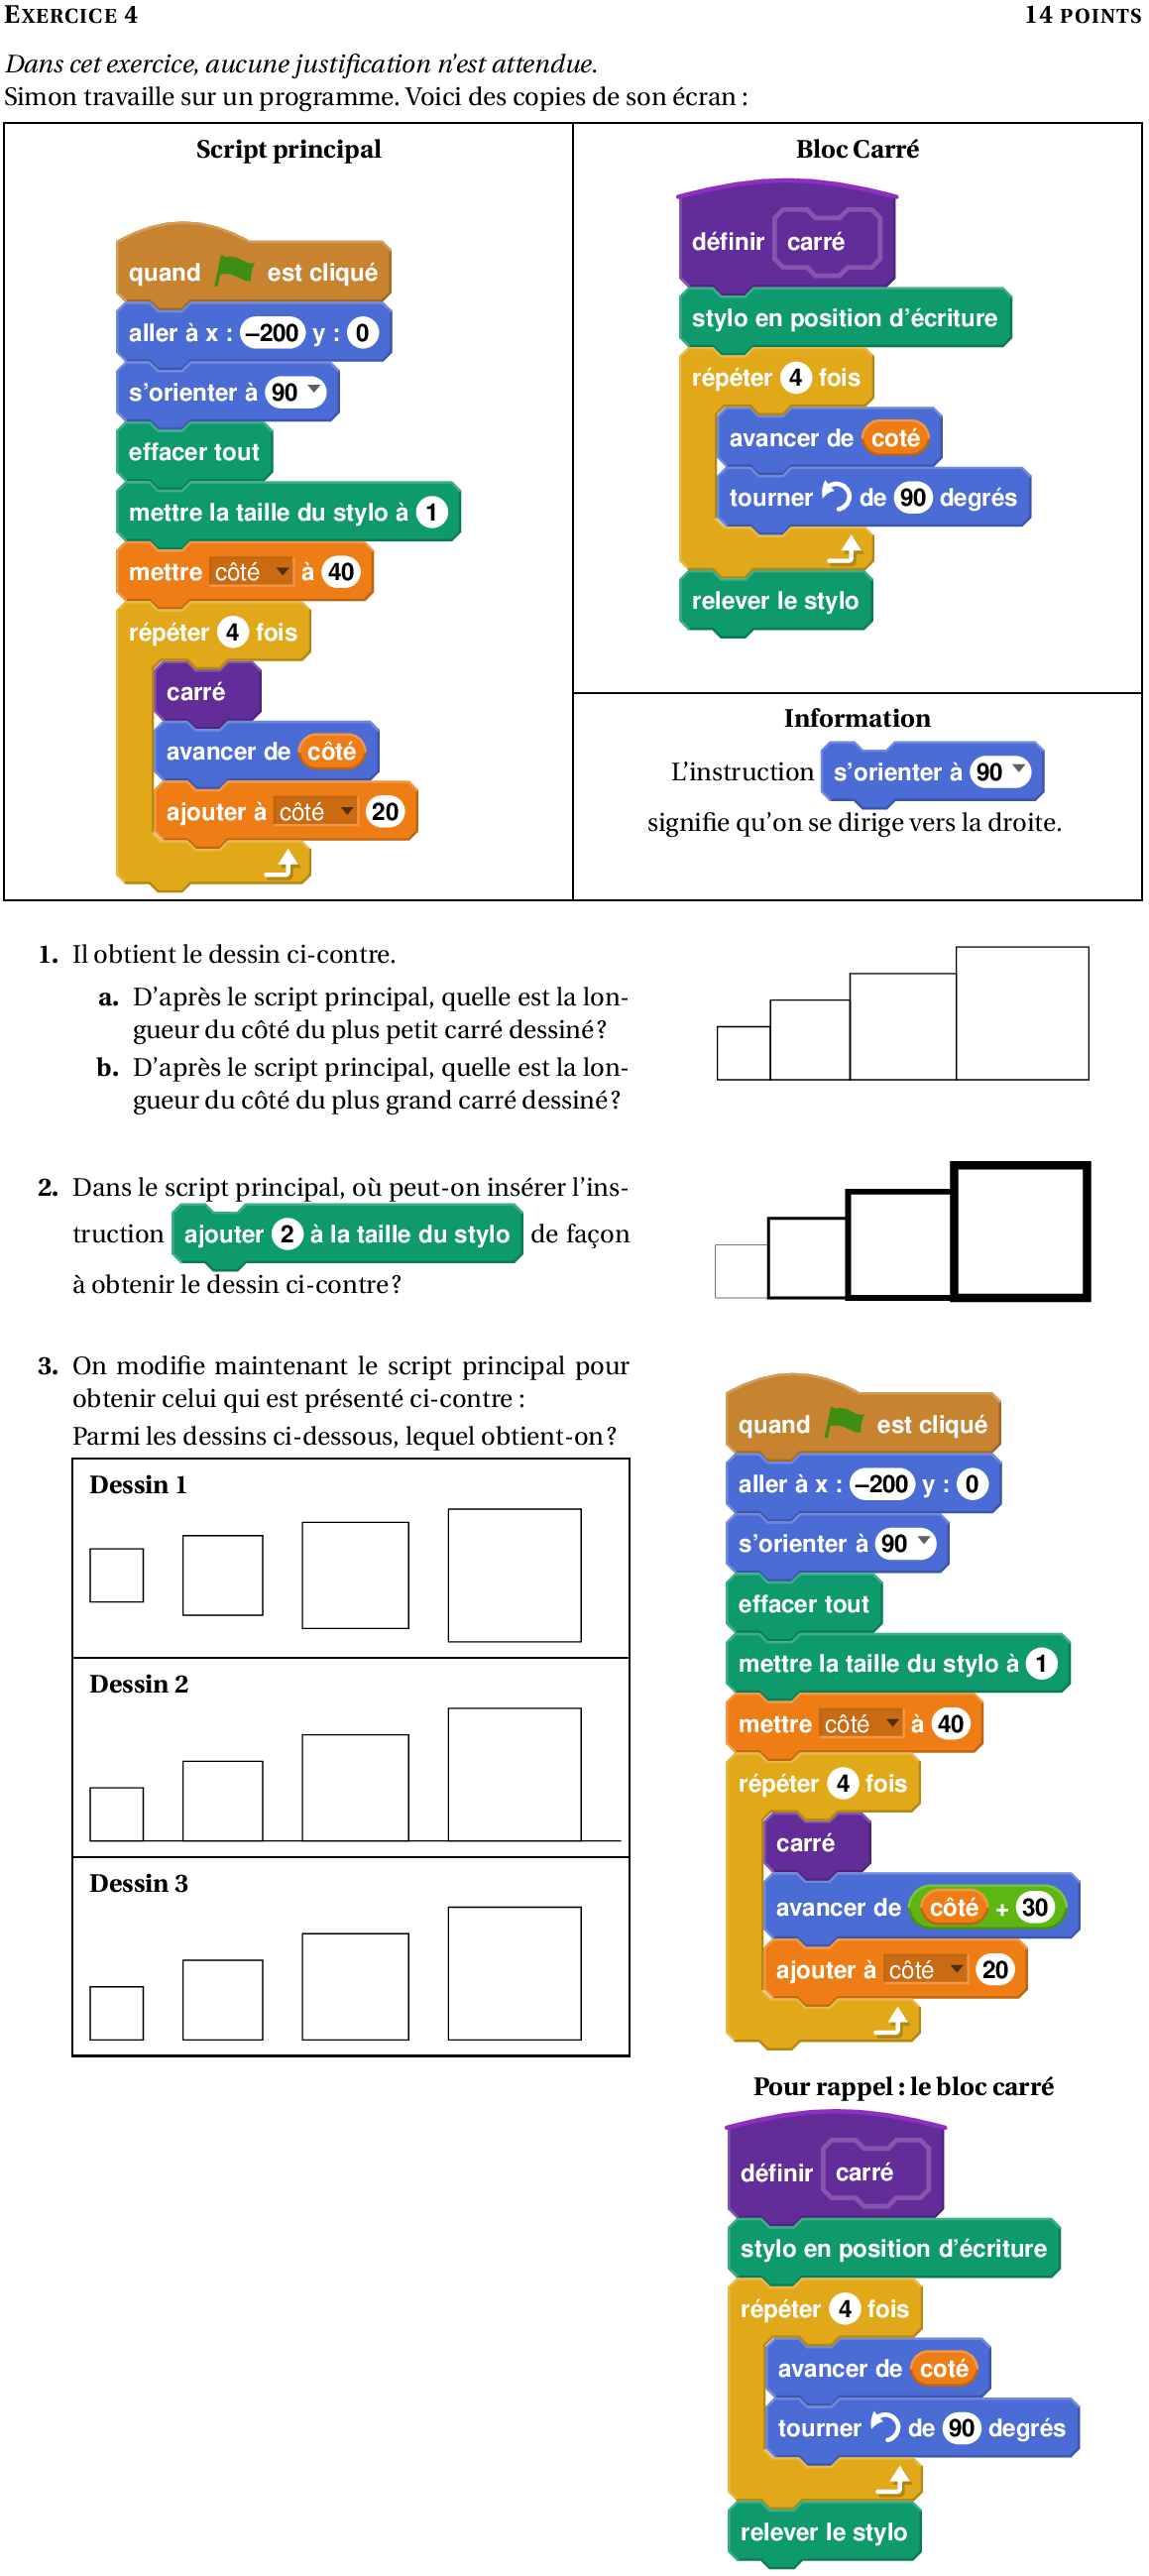 EXERCICE 4 14 POINTS
Dans cet exercice, aucune justification n'est attendue.
Simon travaille sur un programme. Voici des copies de son écran :
Script principal
quand est cliqué
aller à x : −200 y : 0
s'orienter à 90
effacer tout
mettre la taille du stylo à 1
mettre côté à 40
répéter 4 fois
carré
avancer de côté
ajouter à côté 20
Bloc Carré
définir carré
stylo en position d'écriture
répéter 4 fois
avancer de coté
tourner de 90 degrés
relever le stylo
Information
L'instruction s'orienter à 90
signifie qu'on se dirige vers la droite.
1. Il obtient le dessin ci-contre.
a. D'après le script principal, quelle est la lon-
gueur du côté du plus petit carré dessiné ?
b. D'après le script principal, quelle est la lon-
gueur du côté du plus grand carré dessiné ?
2. Dans le script principal, où peut-on insérer l'ins-
truction ajouter 2 à la taille du stylo de façon
à obtenir le dessin ci-contre ?
3. On modifie maintenant le script principal pour
obtenir celui qui est présenté ci-contre :
Parmi les dessins ci-dessous, lequel obtient-on ?
Dessin 1
Dessin 2
Dessin 3
quand est cliqué
aller à x : −200 y : 0
s'orienter à 90
effacer tout
mettre la taille du stylo à 1
mettre côté à 40
répéter 4 fois
carré
avancer de côté + 30
ajouter à côté 20
Pour rappel : le bloc carré
définir carré
stylo en position d'écriture
répéter 4 fois
avancer de coté
tourner de 90 degrés
relever le stylo